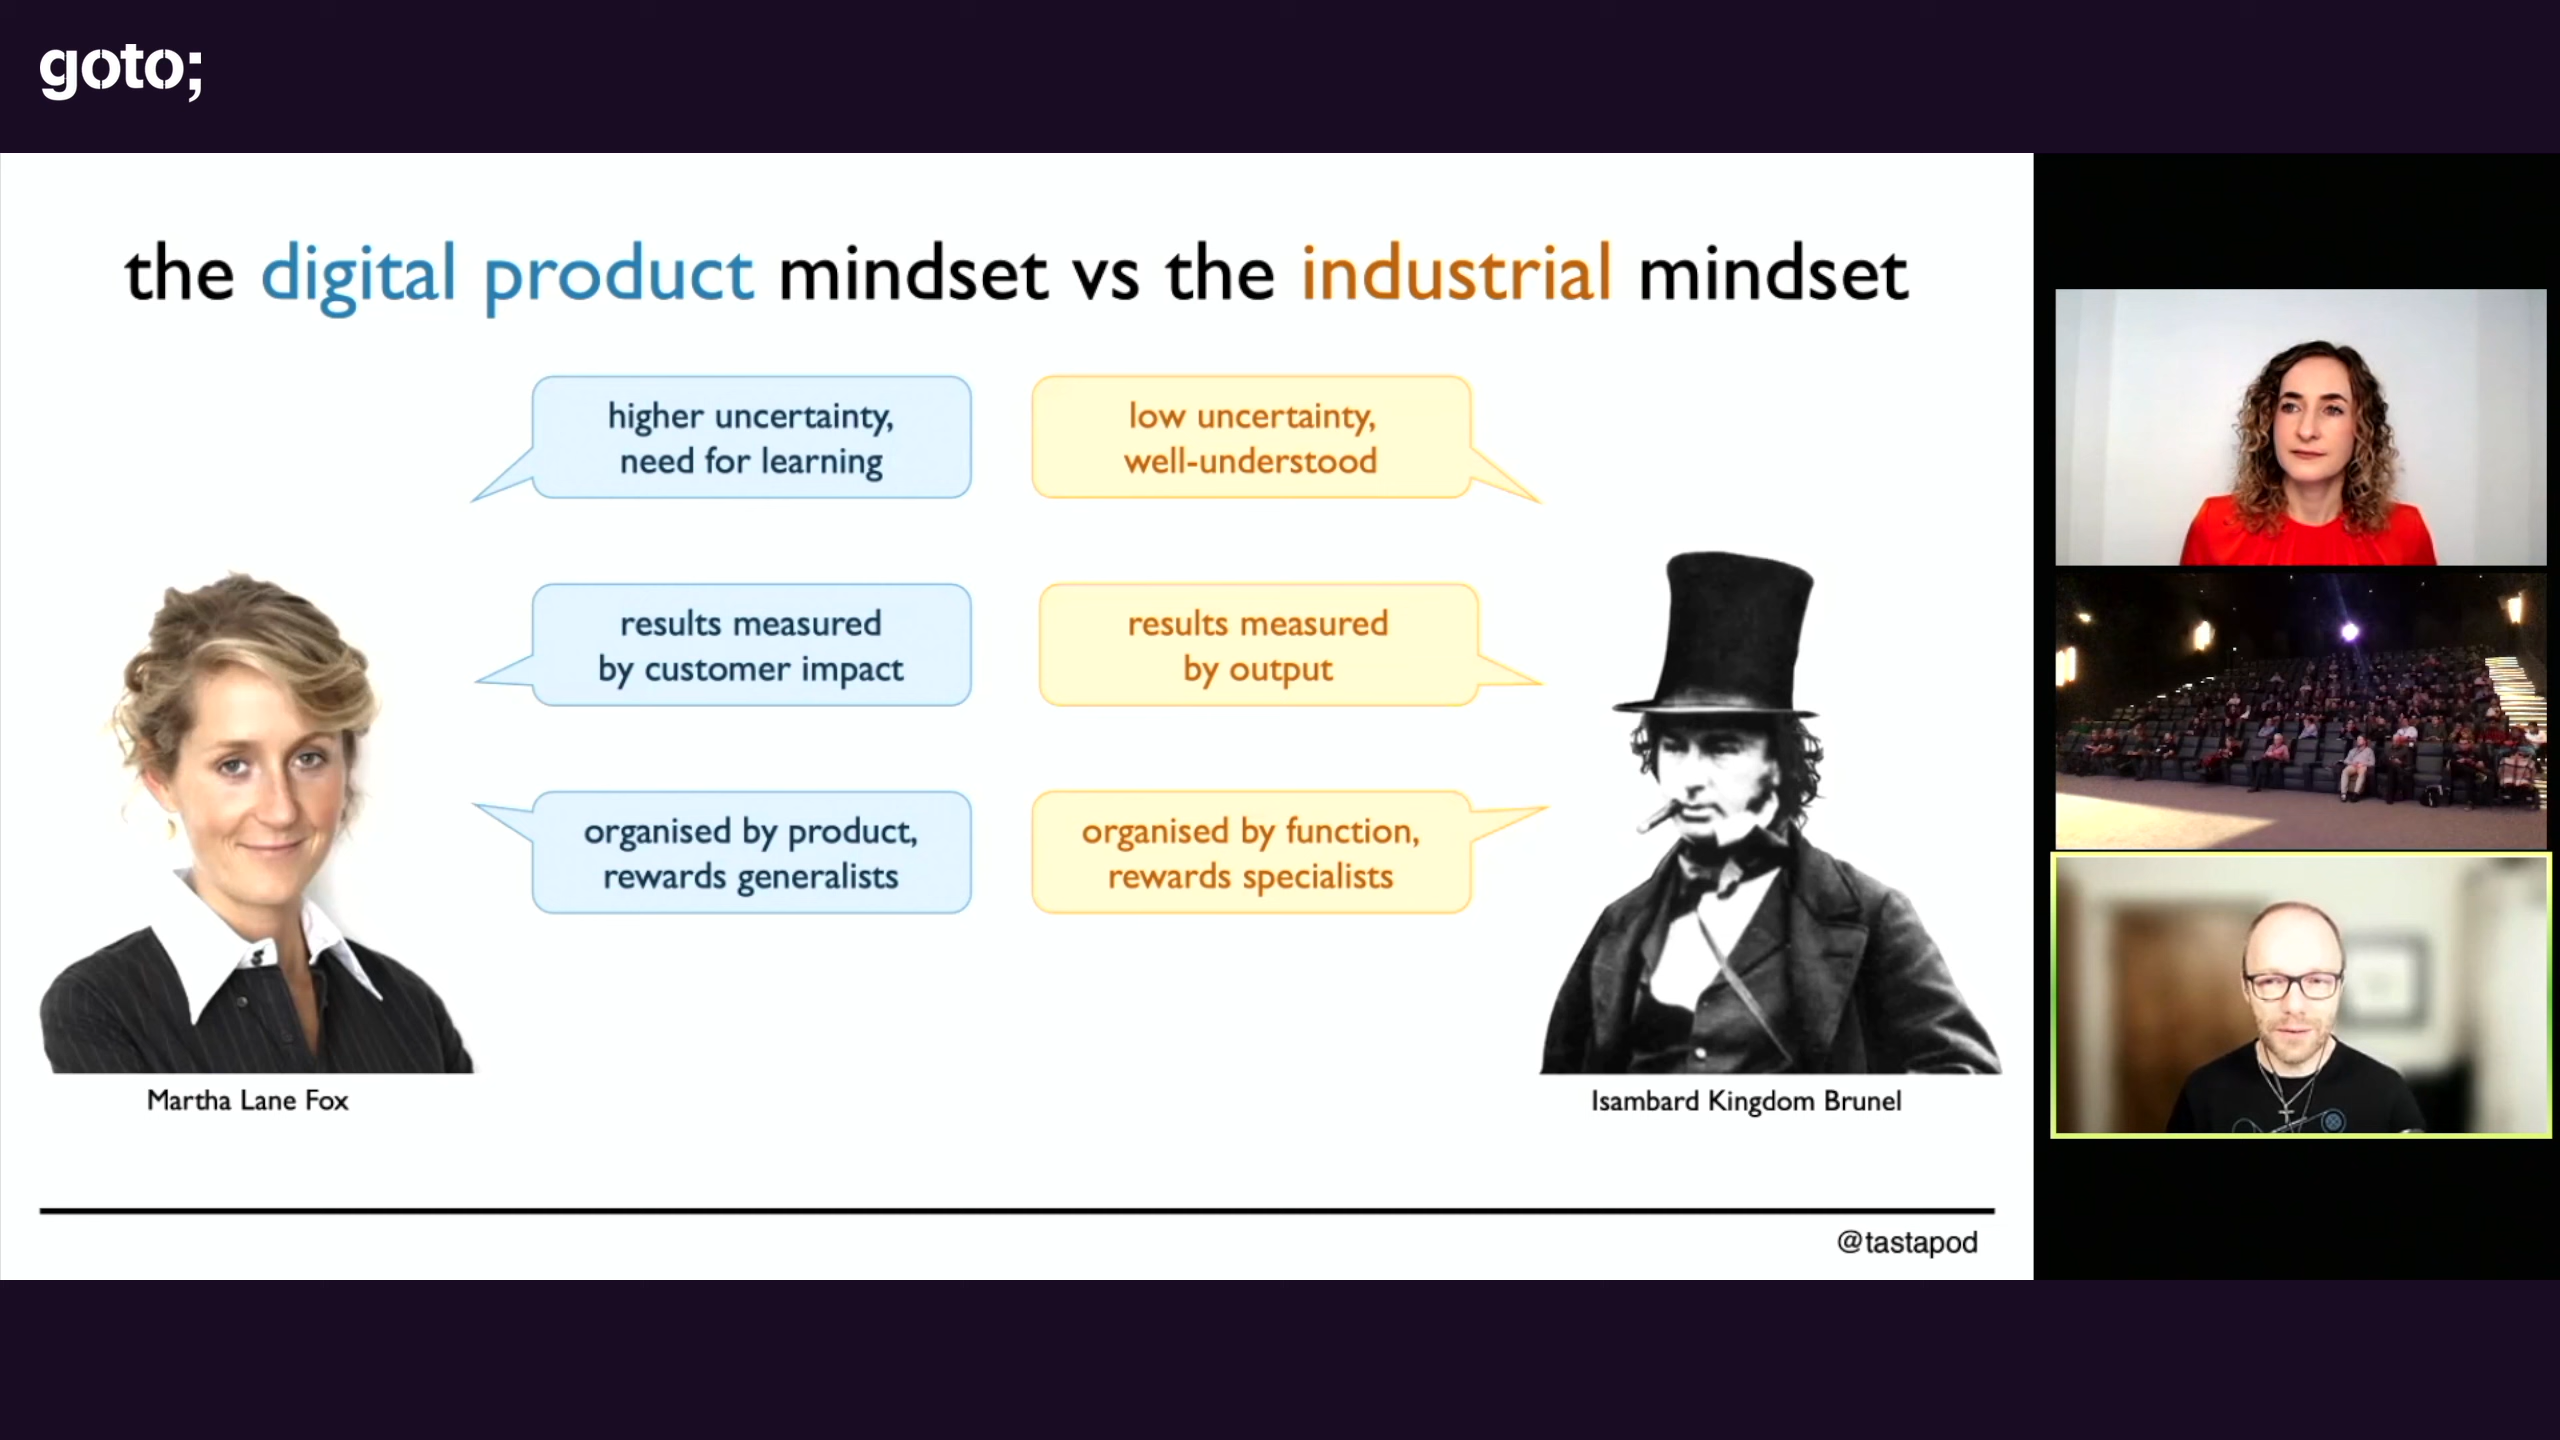 goto;
the digital product mindset vs the industrial mindset
higher uncertainty,
need for learning
low uncertainty,
well-understood
results measured
by customer impact
results measured
by output
organised by product,
rewards generalists
organised by function,
rewards specialists
Martha Lane Fox
Isambard Kingdom Brunel
@tastapod